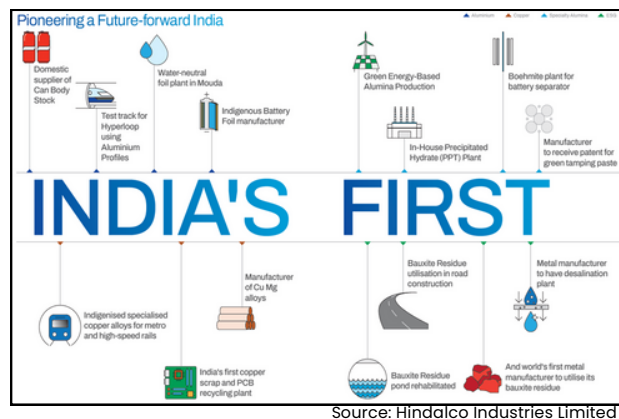 Pioneering a Future-forward India
Aluminium
Copper
Specialty Alumina
ESG
Domestic
supplier of
Can Body
Stock
Test track for
Hyperloop
using
Aluminium
Profiles
Water-neutral
foil plant in Mouda
Indigenous Battery
Foil manufacturer
Green Energy-Based
Alumina Production
In-House Precipitated
Hydrate (PPT) Plant
Boehmite plant for
battery separator
Manufacturer
to receive patent for
green tamping paste
INDIA'S FIRST
Indigenised specialised
copper alloys for metro
and high-speed rails
India's first copper
scrap and PCB
recycling plant
Manufacturer
of Cu Mg
alloys
Bauxite Residue
pond rehabilitated
Bauxite Residue
utilisation in road
construction
And world's first metal
manufacturer to utilise its
bauxite residue
Metal manufacturer
to have desalination
plant
Source: Hindalco Industries Limited